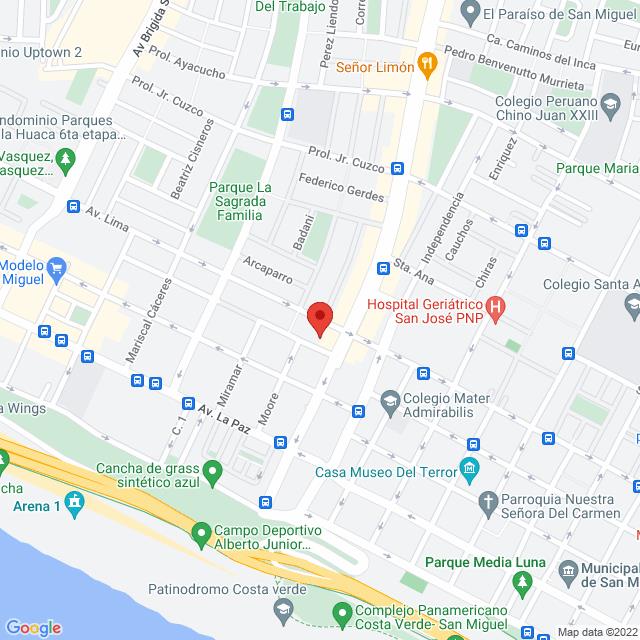 Del Trabajo
El Paraíso de San Miguel
Av Brigida S
Perez Liendo
Ca. Caminos del Inca
Eur
nio Uptown 2
Prol. Ayacucho
Señor Limón
Pedro Benvenutto Murrieta
Prol. Jr. Cuzco
Colegio Peruano
Chino Juan XXIII
ndominio Parques
la Huaca 6ta etapa...
Beatriz Cisneros
Enriquez
Prol. Jr. Cuzco
Vasquez,
asquez...
Parque Maria
Federico Gerdes
Parque La
Sagrada
Familia
Av. Lima
Badani
Independencia
Cauchos
Arcaparro
Sta. Ana
Chiras
Modelo
Miguel
Mariscal Cáceres
Colegio Santa A
Hospital Geriátrico
San José PNP
Miramar
Moore
Colegio Mater
Admirabilis
a Wings
C. 1
Av. La Paz
Cancha de grass
sintético azul
Casa Museo Del Terror
cha
Arena 1
Parroquia Nuestra
Señora Del Carmen
Campo Deportivo
Alberto Junior...
Parque Media Luna
Municipal
de San M
Patinodromo Costa verde
Complejo Panamericano
Costa Verde- San Miguel
Google
Map data ©2022